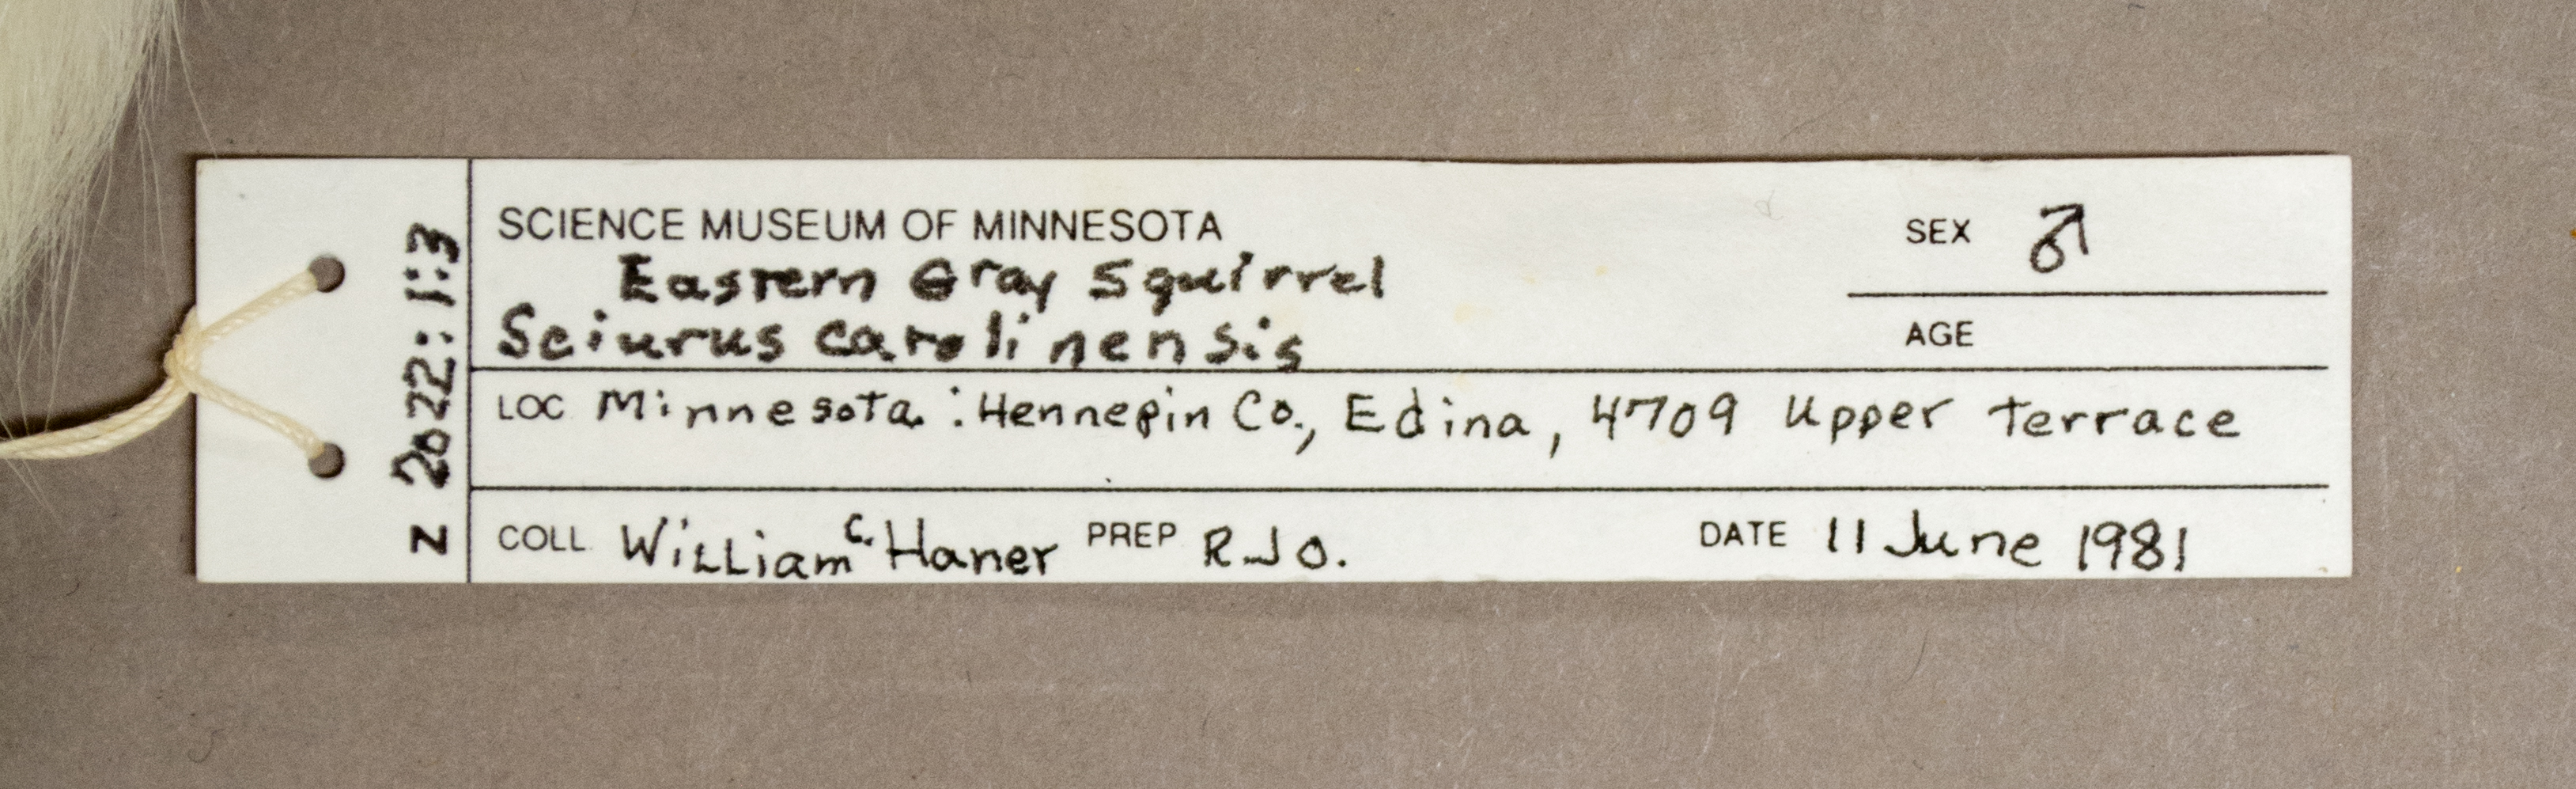 Z 2022:1:3
SCIENCE MUSEUM OF MINNESOTA
Eastern Gray Squirrel
Sciurus carolinensis
SEX ♂
AGE
LOC Minnesota: Hennepin Co., Edina, 4709 Upper Terrace
COLL William C. Haner PREP RJO. DATE 11 June 1981